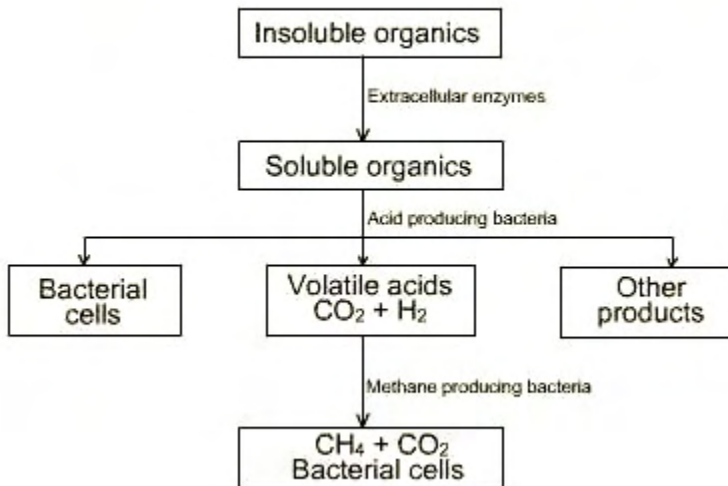 Insoluble organics
Extracellular enzymes
Soluble organics
Acid producing bacteria
Bacterial
cells
Volatile acids
CO₂ + H₂
Other
products
Methane producing bacteria
CH₄ + CO₂
Bacterial cells